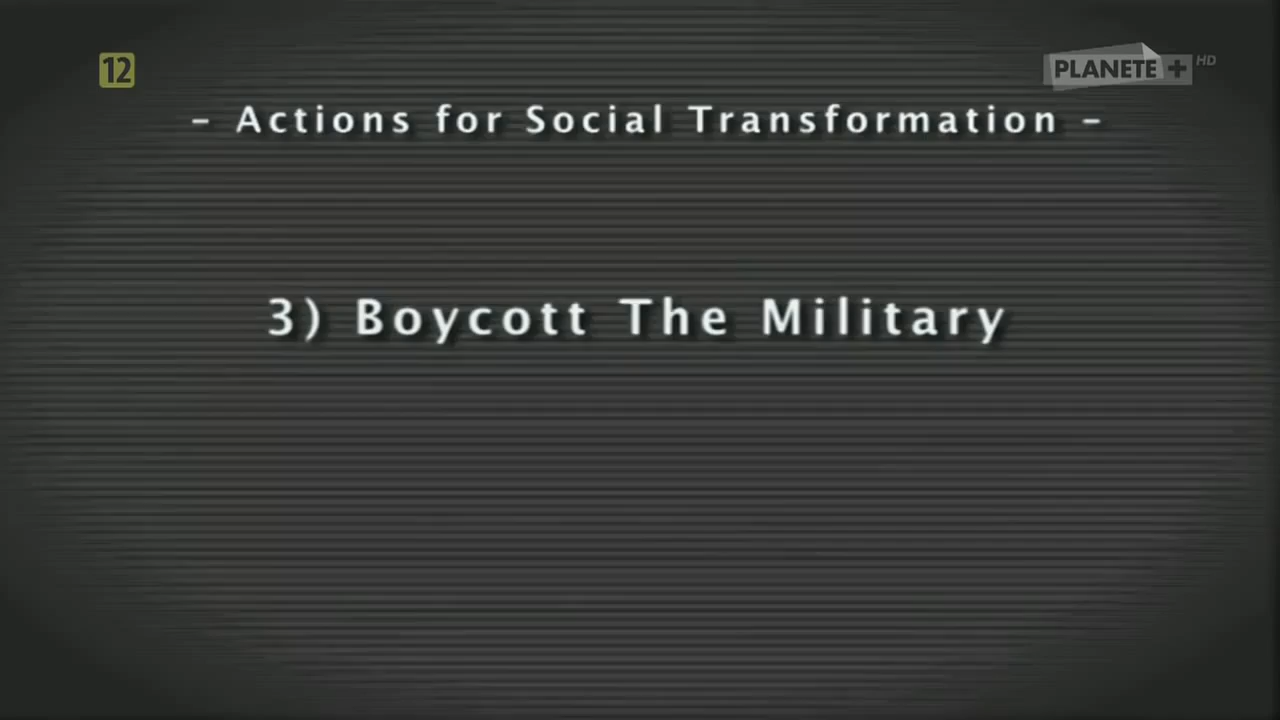 12
PLANETE + HD
- Actions for Social Transformation -
3) Boycott The Military